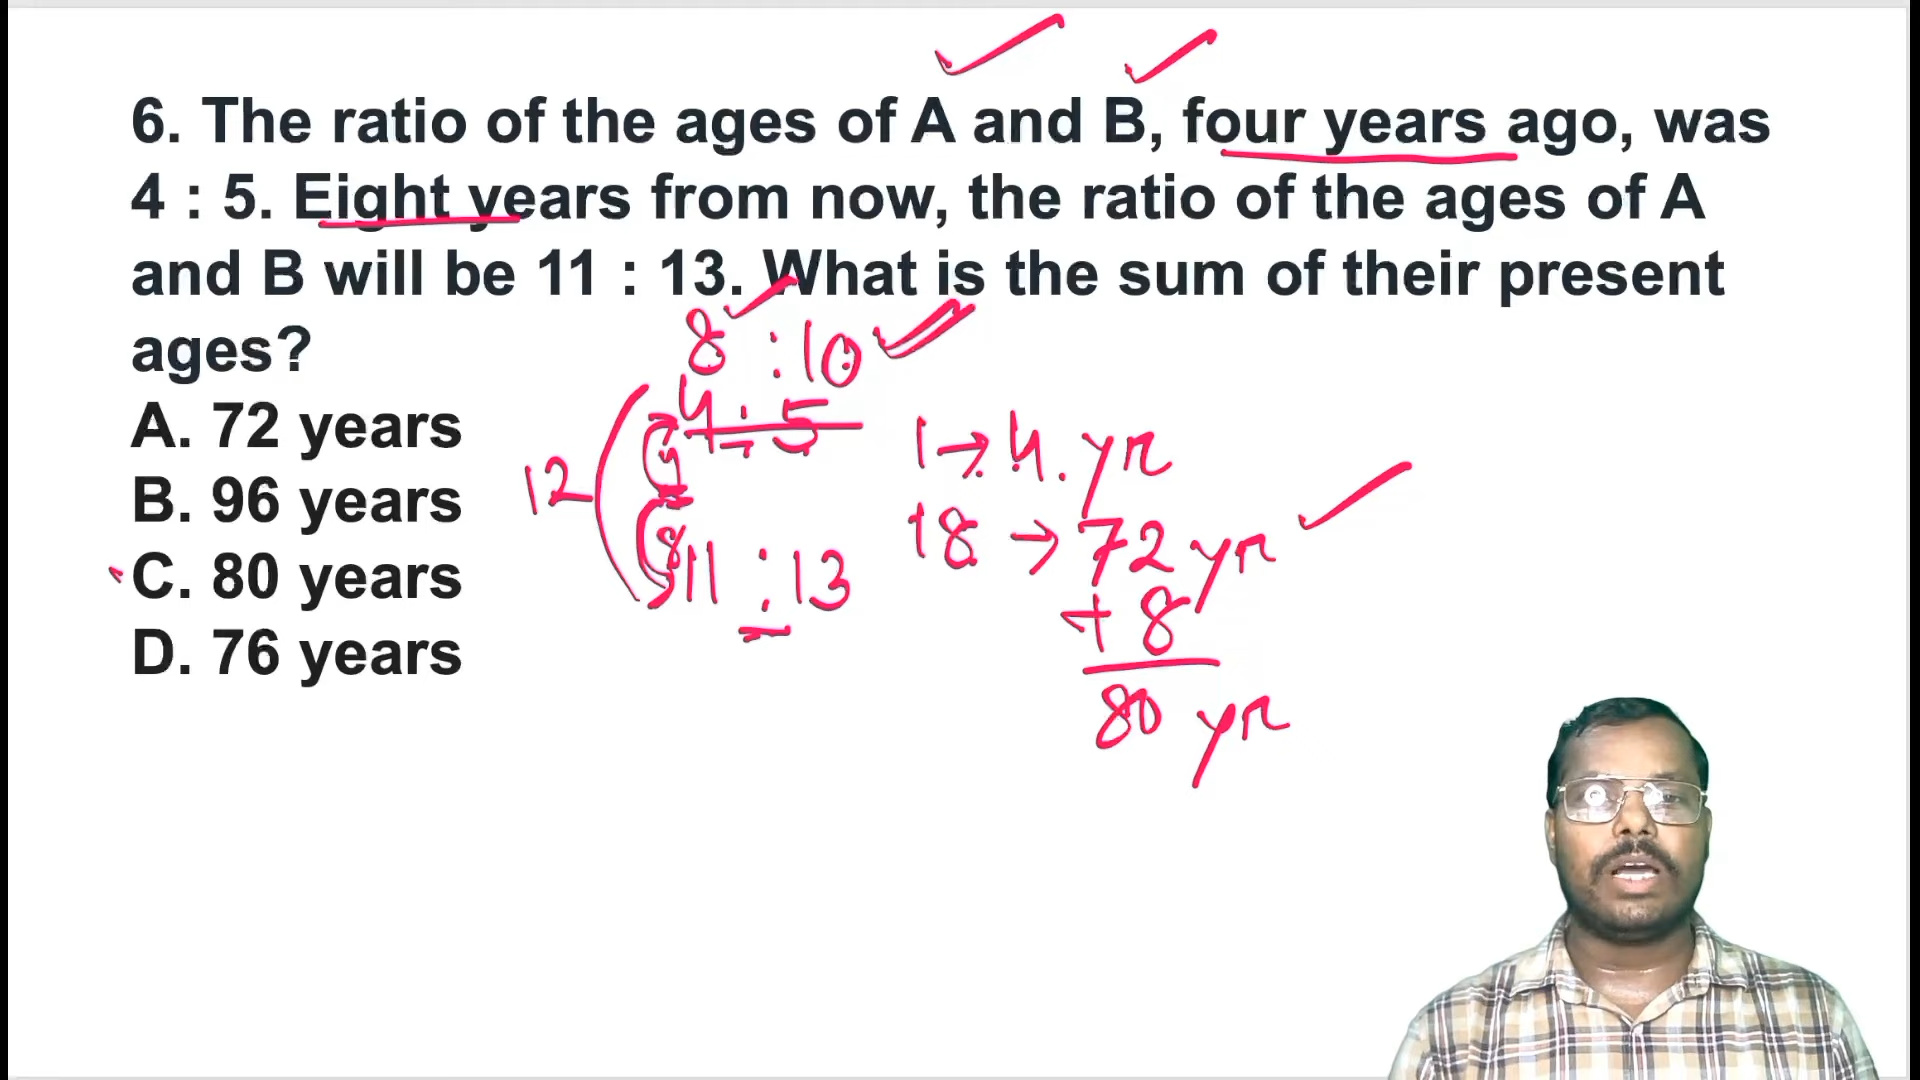 6. The ratio of the ages of A and B, four years ago, was
4 : 5. Eight years from now, the ratio of the ages of A
and B will be 11 : 13. What is the sum of their present
ages?
A. 72 years
B. 96 years
C. 80 years
D. 76 years
8 : 10
4 : 5
12
4
8
11 : 13
1 → 4 yr
18 → 72 yr
+ 8
80 yr